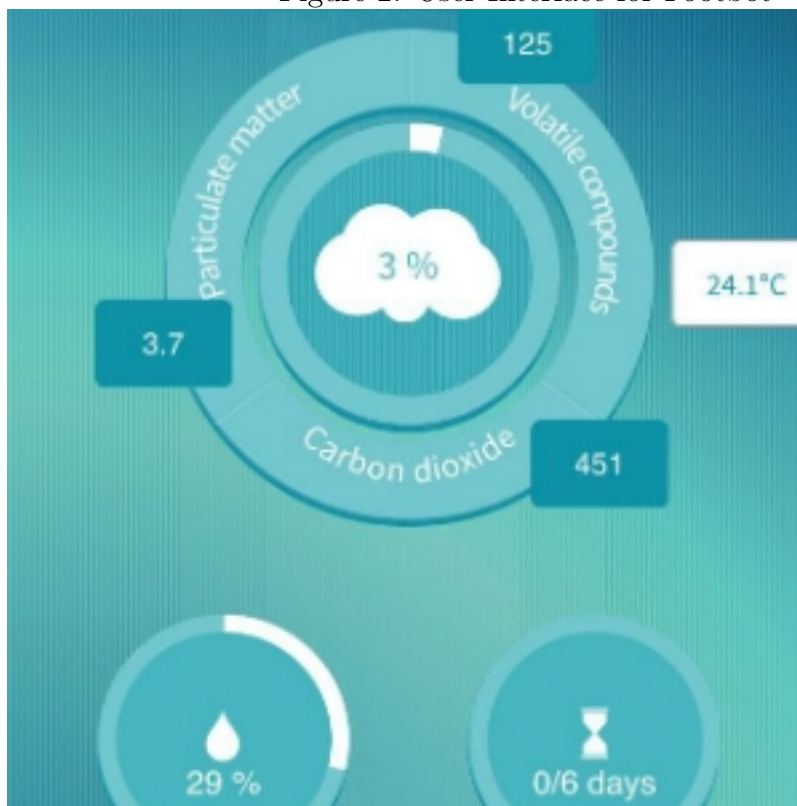 125
Particulate matter
Volatile compounds
3 %
24.1°C
3.7
Carbon dioxide
451
29 %
0/6 days